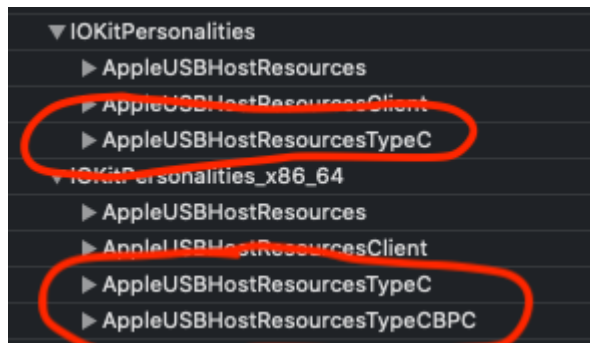 IOKitPersonalities
AppleUSBHostResources
AppleUSBHostResourcesClient
AppleUSBHostResourcesTypeC
IOKitPersonalities_x86_64
AppleUSBHostResources
AppleUSBHostResourcesClient
AppleUSBHostResourcesTypeC
AppleUSBHostResourcesTypeCBPC